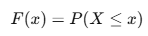 F(x) = P(X ≤ x)